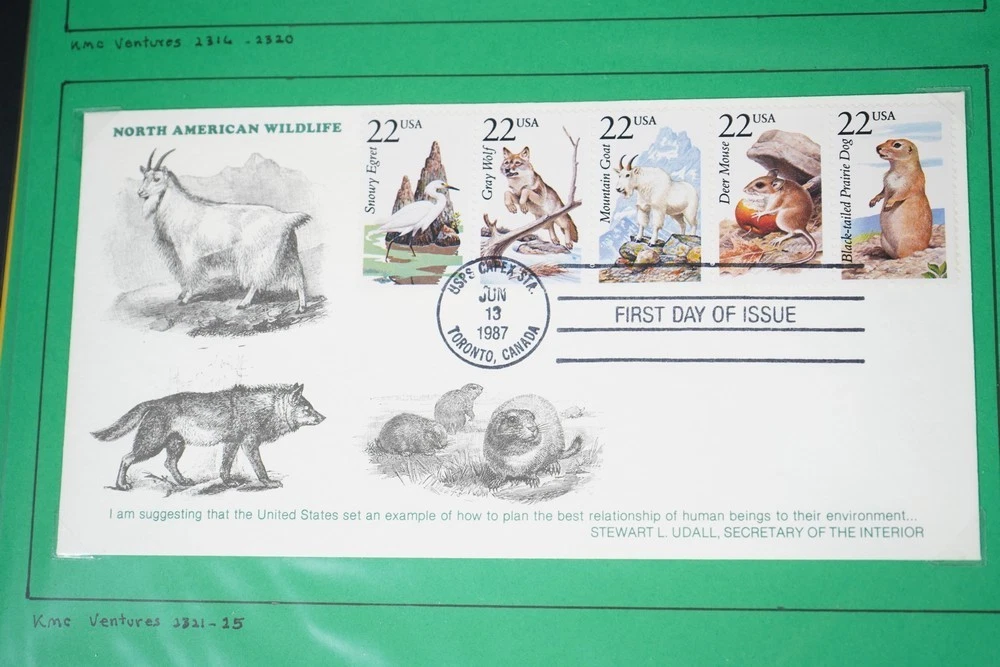 KMC Ventures 2316 - 2320
NORTH AMERICAN WILDLIFE
22 USA
Snowy Egret
22 USA
Gray Wolf
22 USA
Mountain Goat
22 USA
Deer Mouse
22 USA
Black-tailed Prairie Dog
USPS CAPEX STA.
JUN
13
1987
TORONTO, CANADA
FIRST DAY OF ISSUE
I am suggesting that the United States set an example of how to plan the best relationship of human beings to their environment...
STEWART L. UDALL, SECRETARY OF THE INTERIOR
KMC Ventures 2321-25